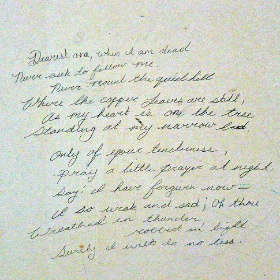 Dearest one, when I am dead
Never seek to follow me.
Never mount the quiet hill
Where the copper leaves are still,
As my heart is on the tree
Standing at my narrow bed
Only of your tenderness,
Pray a little prayer at night
Say: I have forgiven now –
I so weak and sad; Oh thou
Wreathed in thunder
robed in light
Surely I will do no less.